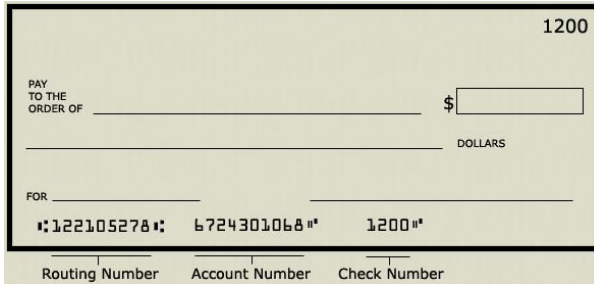 1200
PAY
TO THE
ORDER OF
$
DOLLARS
FOR
⑆122105278⑆ 6724301068⑈ 1200⑈
Routing Number Account Number Check Number